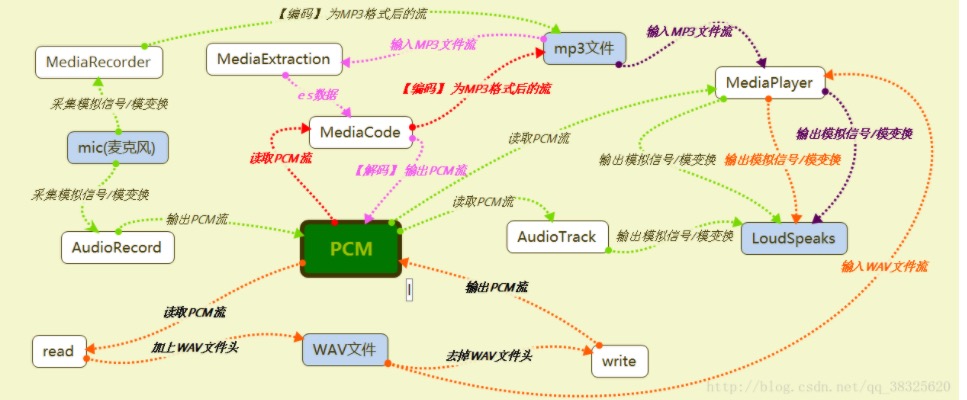 【编码】为MP3格式后的流
MediaRecorder
MediaExtraction
输入MP3文件流
mp3文件
输入MP3文件流
MediaPlayer
采集模拟信号/模变换
es数据
【编码】为MP3格式后的流
mic(麦克风)
MediaCode
读取PCM流
输出模拟信号/模变换
读取PCM流
【解码】输出PCM流
输出模拟信号/模变换
输出模拟信号/模变换
采集模拟信号/模变换
读取PCM流
输出PCM流
AudioRecord
PCM
AudioTrack
输出模拟信号/模变换
LoudSpeaks
输入WAV文件流
输出PCM流
读取PCM流
read
加上WAV文件头
WAV文件
去掉WAV文件头
write
http://blog.csdn.net/qq_38325620